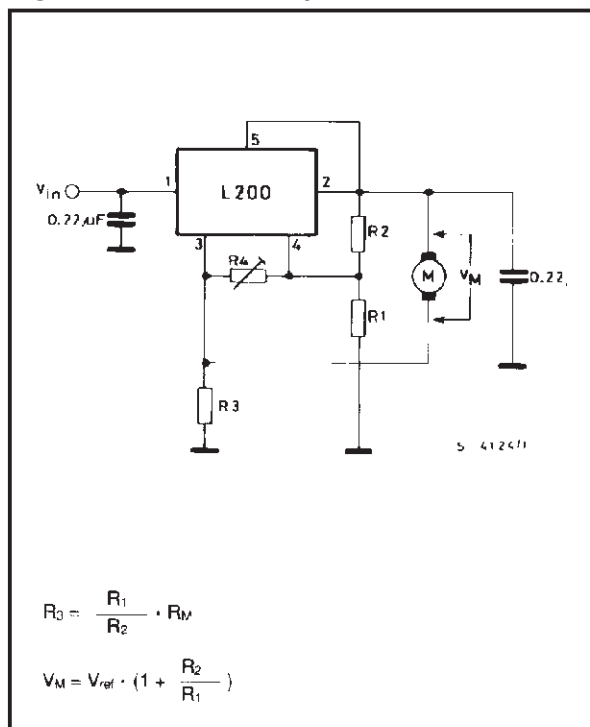 5
1
L200
2
Vin
0.22µF
3
4
R2
R4
M
VM
0.22
R1
R3
R3 = R1 / R2 · RM
VM = Vref · (1 + R2 / R1 )